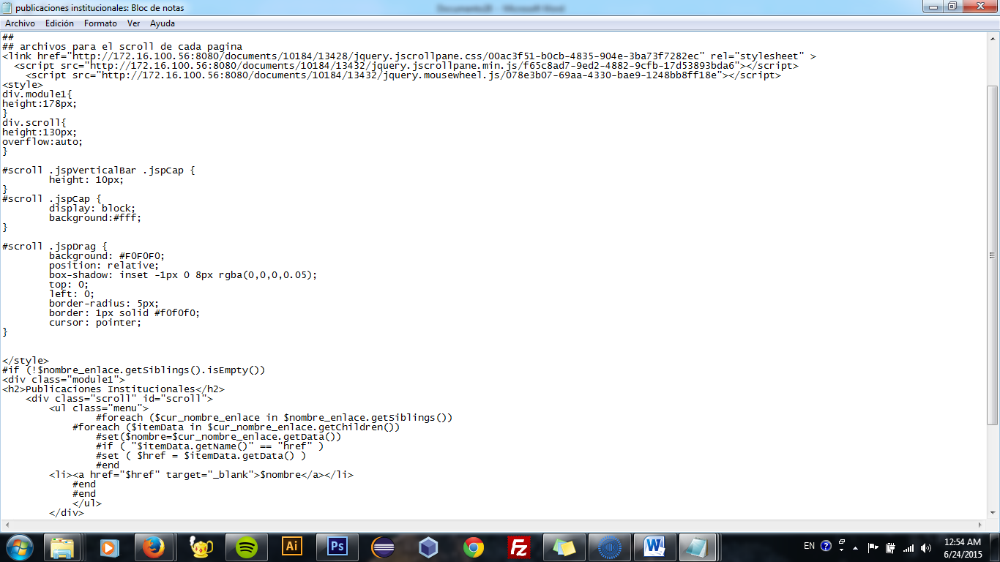 publicaciones institucionales: Bloc de notas
Documento28 - Microsoft Word
Archivo Edición Formato Ver Ayuda
##
## archivos para el scroll de cada pagina
<link href="http://172.16.100.56:8080/documents/10184/13428/jquery.jscrollpane.css/00ac3f51-b0cb-4835-904e-3ba73f7282ec" rel="stylesheet" >
<script src="http://172.16.100.56:8080/documents/10184/13432/jquery.jscrollpane.min.js/f65c8ad7-9ed2-4882-9cfb-17d53893bda6"></script>
<script src="http://172.16.100.56:8080/documents/10184/13432/jquery.mousewheel.js/078e3b07-69aa-4330-bae9-1248bb8ff18e"></script>
<style>
div.module1{
height:178px;
}
div.scroll{
height:130px;
overflow:auto;
}
#scroll .jspVerticalBar .jspCap {
height: 10px;
}
#scroll .jspCap {
display: block;
background:#fff;
}
#scroll .jspDrag {
background: #F0F0F0;
position: relative;
box-shadow: inset -1px 0 8px rgba(0,0,0,0.05);
top: 0;
left: 0;
border-radius: 5px;
border: 1px solid #f0f0f0;
cursor: pointer;
}
</style>
#if (!$nombre_enlace.getSiblings().isEmpty())
<div class="module1">
<h2>Publicaciones Institucionales</h2>
<div class="scroll" id="scroll">
<ul class="menu">
#foreach ($cur_nombre_enlace in $nombre_enlace.getSiblings())
#foreach ($itemData in $cur_nombre_enlace.getChildren())
#set($nombre=$cur_nombre_enlace.getData())
#if ( "$itemData.getName()" == "href" )
#set ( $href = $itemData.getData() )
#end
<li><a href="$href" target="_blank">$nombre</a></li>
#end
#end
</ul>
</div>
Ai
Ps
Fz
W
EN
12:54 AM
6/24/2015